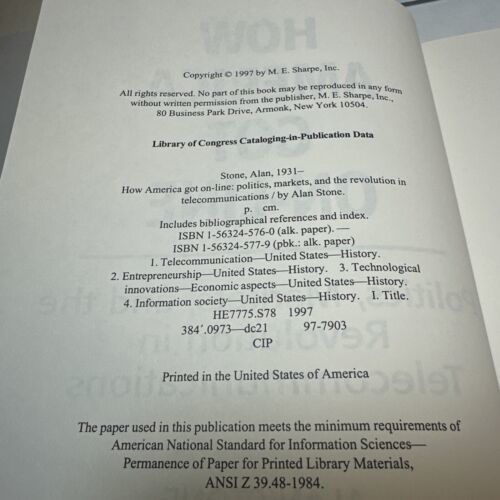 Copyright © 1997 by M. E. Sharpe, Inc.
All rights reserved. No part of this book may be reproduced in any form
without written permission from the publisher, M. E. Sharpe, Inc.,
80 Business Park Drive, Armonk, New York 10504.
Library of Congress Cataloging-in-Publication Data
Stone, Alan, 1931–
How America got on-line: politics, markets, and the revolution in
telecommunications / by Alan Stone.
p. cm.
Includes bibliographical references and index.
ISBN 1-56324-576-0 (alk. paper). —
ISBN 1-56324-577-9 (pbk.: alk. paper)
1. Telecommunication—United States—History.
2. Entrepreneurship—United States—History. 3. Technological
innovations—Economic aspects—United States—History.
4. Information society—United States—History. I. Title.
HE7775.S78 1997
384′.0973—dc21 97-7903
CIP
Printed in the United States of America
The paper used in this publication meets the minimum requirements of
American National Standard for Information Sciences—
Permanence of Paper for Printed Library Materials,
ANSI Z 39.48-1984.